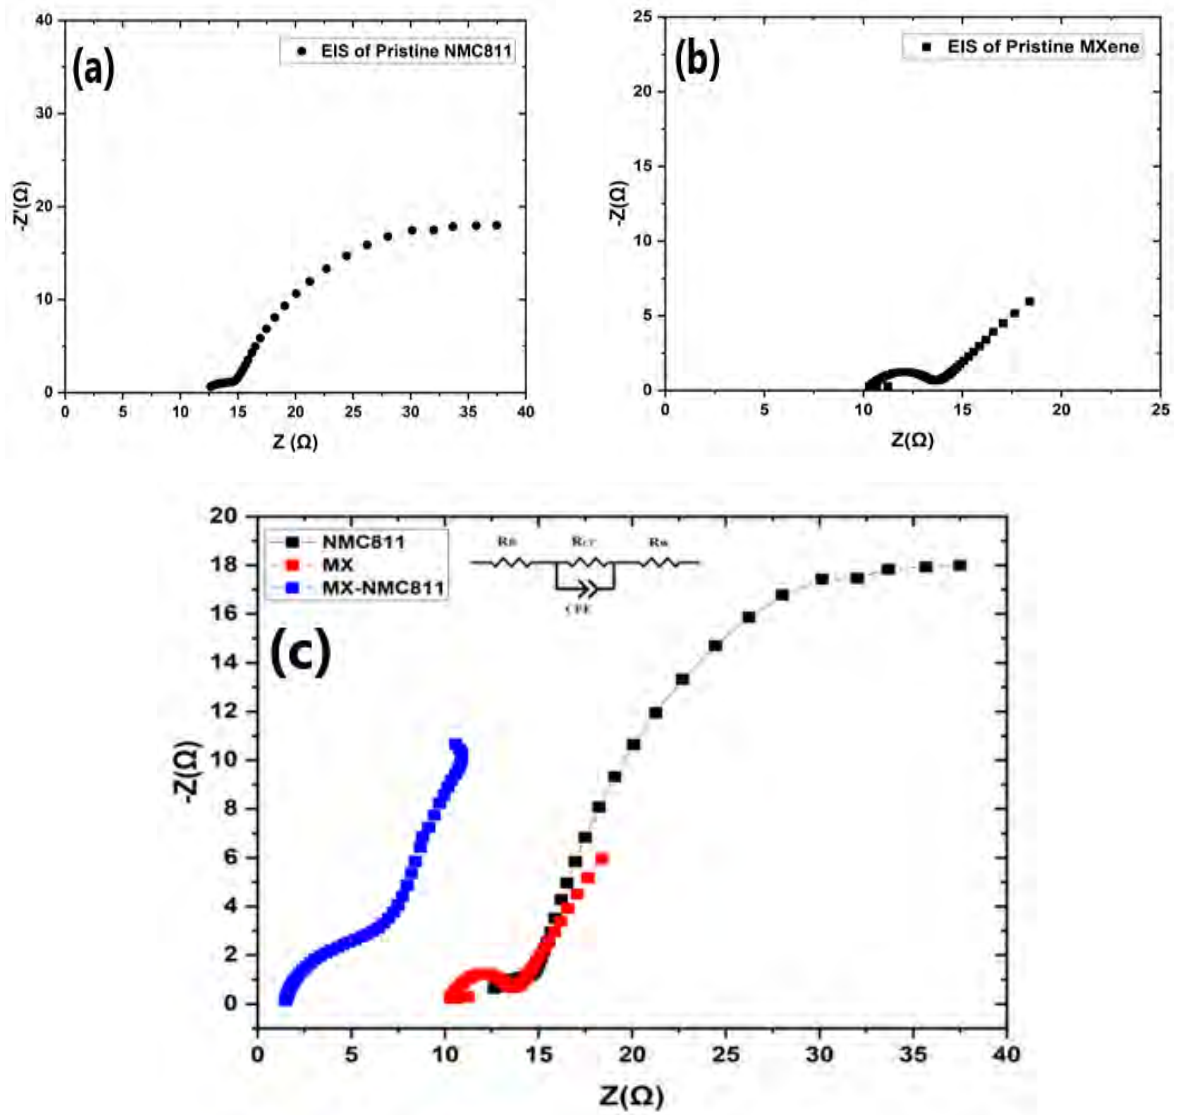 (a)
EIS of Pristine NMC811
40
30
20
10
0
-Z'(Ω)
0 5 10 15 20 25 30 35 40
Z (Ω)
(b)
EIS of Pristine MXene
25
20
15
10
5
0
-Z(Ω)
0 5 10 15 20 25
Z(Ω)
(c)
NMC811
MX
MX-NMC811
RCT
CPE
20
18
16
14
12
10
8
6
4
2
0
-Z(Ω)
0 5 10 15 20 25 30 35 40
Z(Ω)